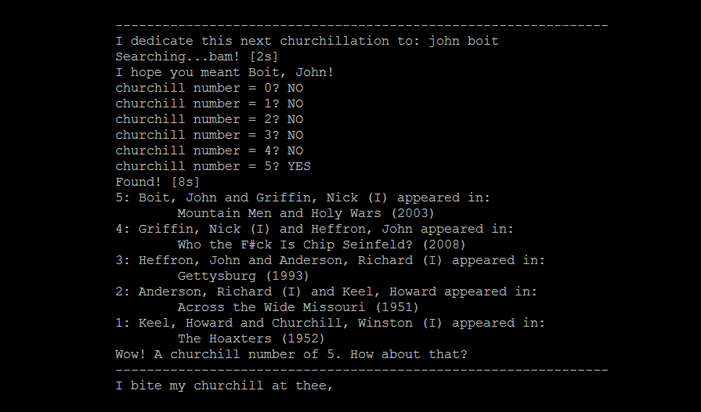 ---------------------------------------------------------------
I dedicate this next churchillation to: john boit
Searching...bam! [2s]
I hope you meant Boit, John!
churchill number = 0? NO
churchill number = 1? NO
churchill number = 2? NO
churchill number = 3? NO
churchill number = 4? NO
churchill number = 5? YES
Found! [8s]
5: Boit, John and Griffin, Nick (I) appeared in:
        Mountain Men and Holy Wars (2003)
4: Griffin, Nick (I) and Heffron, John appeared in:
        Who the F#ck Is Chip Seinfeld? (2008)
3: Heffron, John and Anderson, Richard (I) appeared in:
        Gettysburg (1993)
2: Anderson, Richard (I) and Keel, Howard appeared in:
        Across the Wide Missouri (1951)
1: Keel, Howard and Churchill, Winston (I) appeared in:
        The Hoaxters (1952)
Wow! A churchill number of 5. How about that?
---------------------------------------------------------------
I bite my churchill at thee,